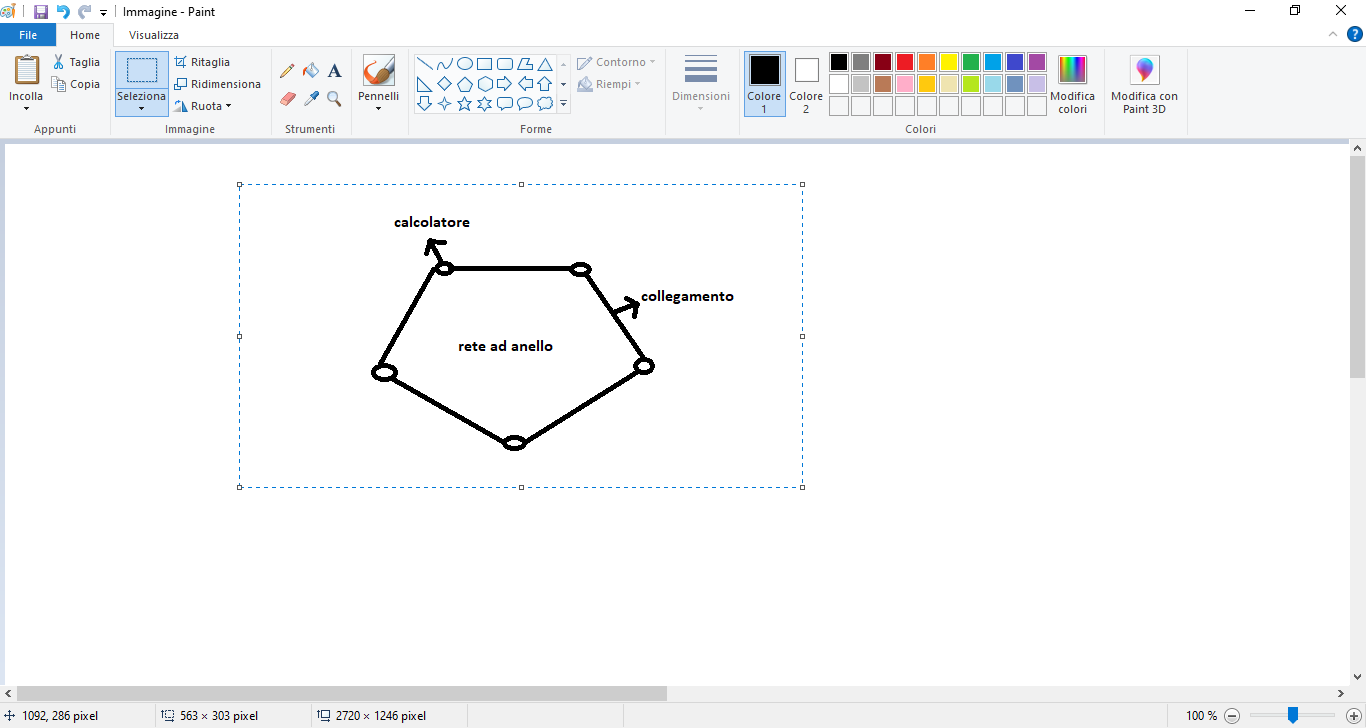 Immagine - Paint
File Home Visualizza
Incolla
Taglia
Copia
Appunti
Seleziona
Ritaglia
Ridimensiona
Ruota
Immagine
A
Strumenti
Pennelli
Contorno
Riempi
Forme
Dimensioni
Colore
1
Colore
2
Modifica
colori
Colori
Modifica con
Paint 3D
?
calcolatore
collegamento
rete ad anello
1092, 286 pixel 563 × 303 pixel 2720 × 1246 pixel 100 %